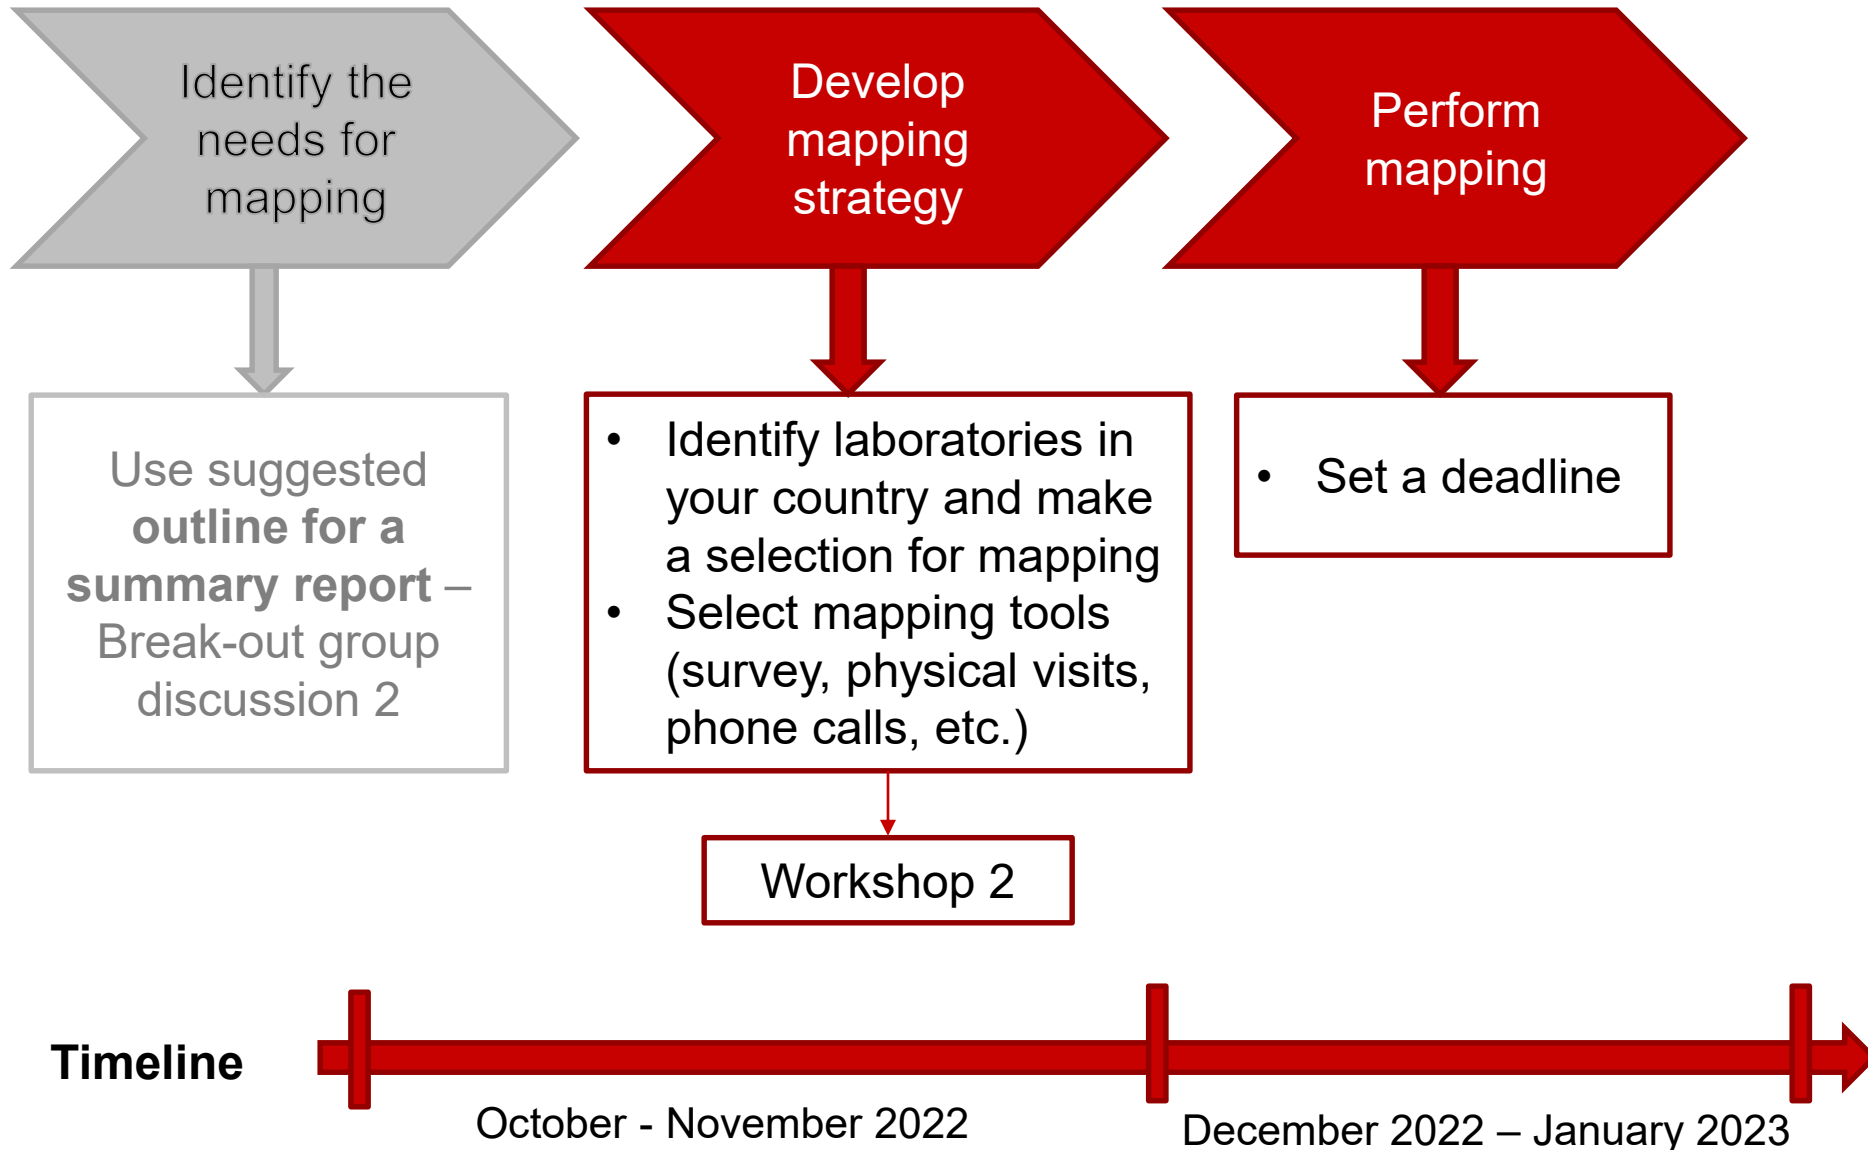 Identify the
needs for
mapping
Develop
mapping
strategy
Perform
mapping
Use suggested
outline for a
summary report –
Break-out group
discussion 2
• Identify laboratories in
your country and make
a selection for mapping
• Select mapping tools
(survey, physical visits,
phone calls, etc.)
• Set a deadline
Workshop 2
Timeline
October - November 2022
December 2022 – January 2023